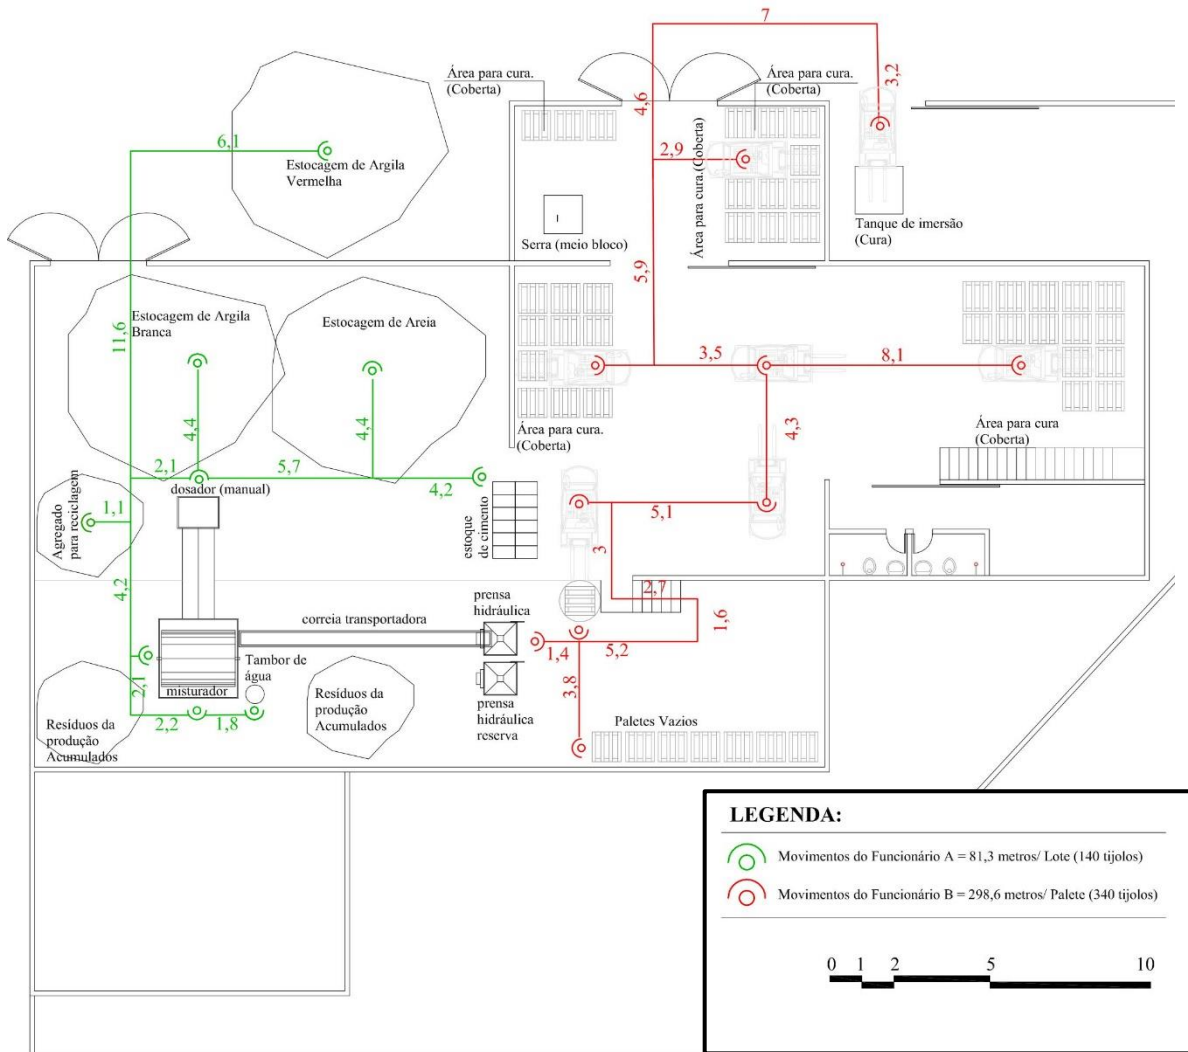 7
Área para cura.
(Coberta)
Área para cura.
(Coberta)
3,2
4,6
6,1
2,9
Estocagem de Argila
Vermelha
Área para cura.(Coberta)
Tanque de imersão
(Cura)
Serra (meio bloco)
5,9
Estocagem de Argila
Branca
Estocagem de Areia
11,6
3,5
8,1
4,4
4,4
4,3
Área para cura.
(Coberta)
Área para cura
(Coberta)
2,1
5,7
4,2
dosador (manual)
1,1
Agregado
para reciclagem
estoque
de cimento
5,1
3
4,2
2,7
prensa
hidráulica
1,6
correia transportadora
1,4
5,2
Tambor de
água
2,1
misturador
3,8
Resíduos da
produção
Acumulados
2,2
1,8
Resíduos da
produção
Acumulados
prensa
hidráulica
reserva
Paletes Vazios
LEGENDA:
Movimentos do Funcionário A = 81,3 metros/ Lote (140 tijolos)
Movimentos do Funcionário B = 298,6 metros/ Palete (340 tijolos)
0 1 2 5 10